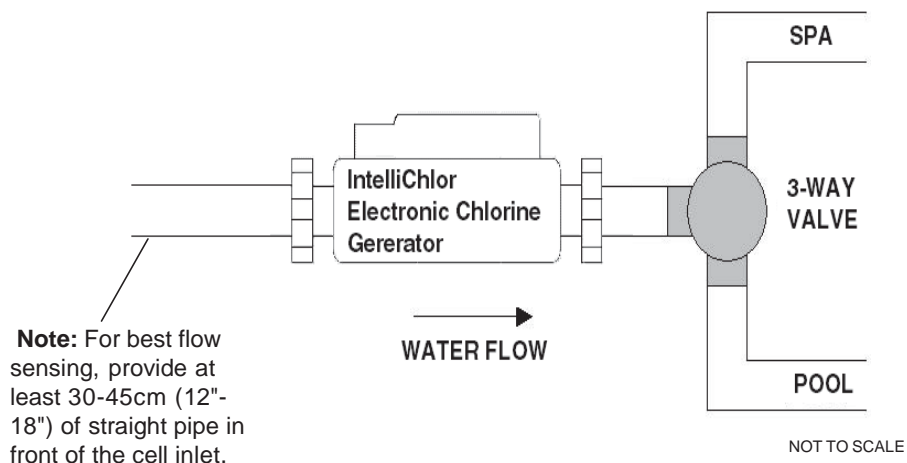 SPA
IntelliChlor
Electronic Chlorine
Gererator
3-WAY
VALVE
WATER FLOW
Note: For best flow
sensing, provide at
least 30-45cm (12"-
18") of straight pipe in
front of the cell inlet.
POOL
NOT TO SCALE